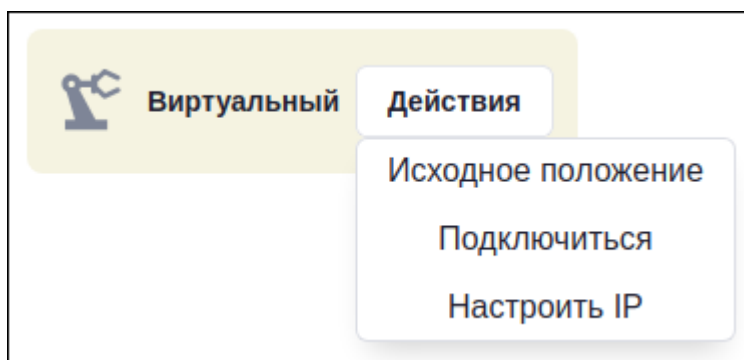 Виртуальный Действия
Исходное положение
Подключиться
Настроить IP